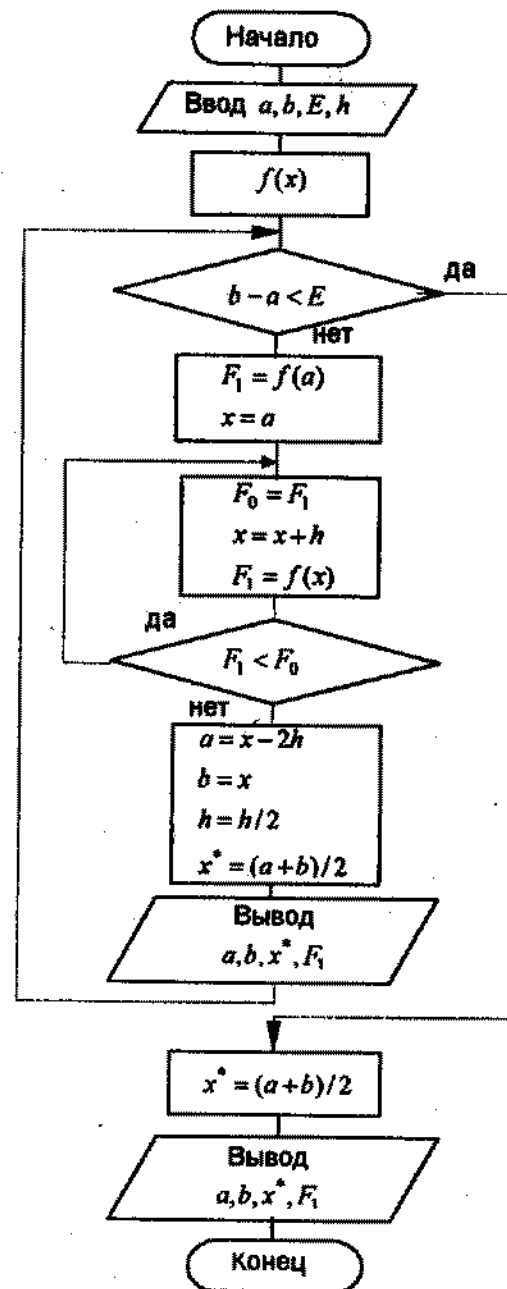 Начало
Ввод a, b, E, h
f(x)
да
b − a < E
нет
F₁ = f(a)
x = a
F₀ = F₁
x = x + h
F₁ = f(x)
да
F₁ < F₀
нет
a = x − 2h
b = x
h = h/2
x* = (a+b)/2
Вывод
a,b,x*,F₁
x* = (a+b)/2
Вывод
a,b,x*,F₁
Конец